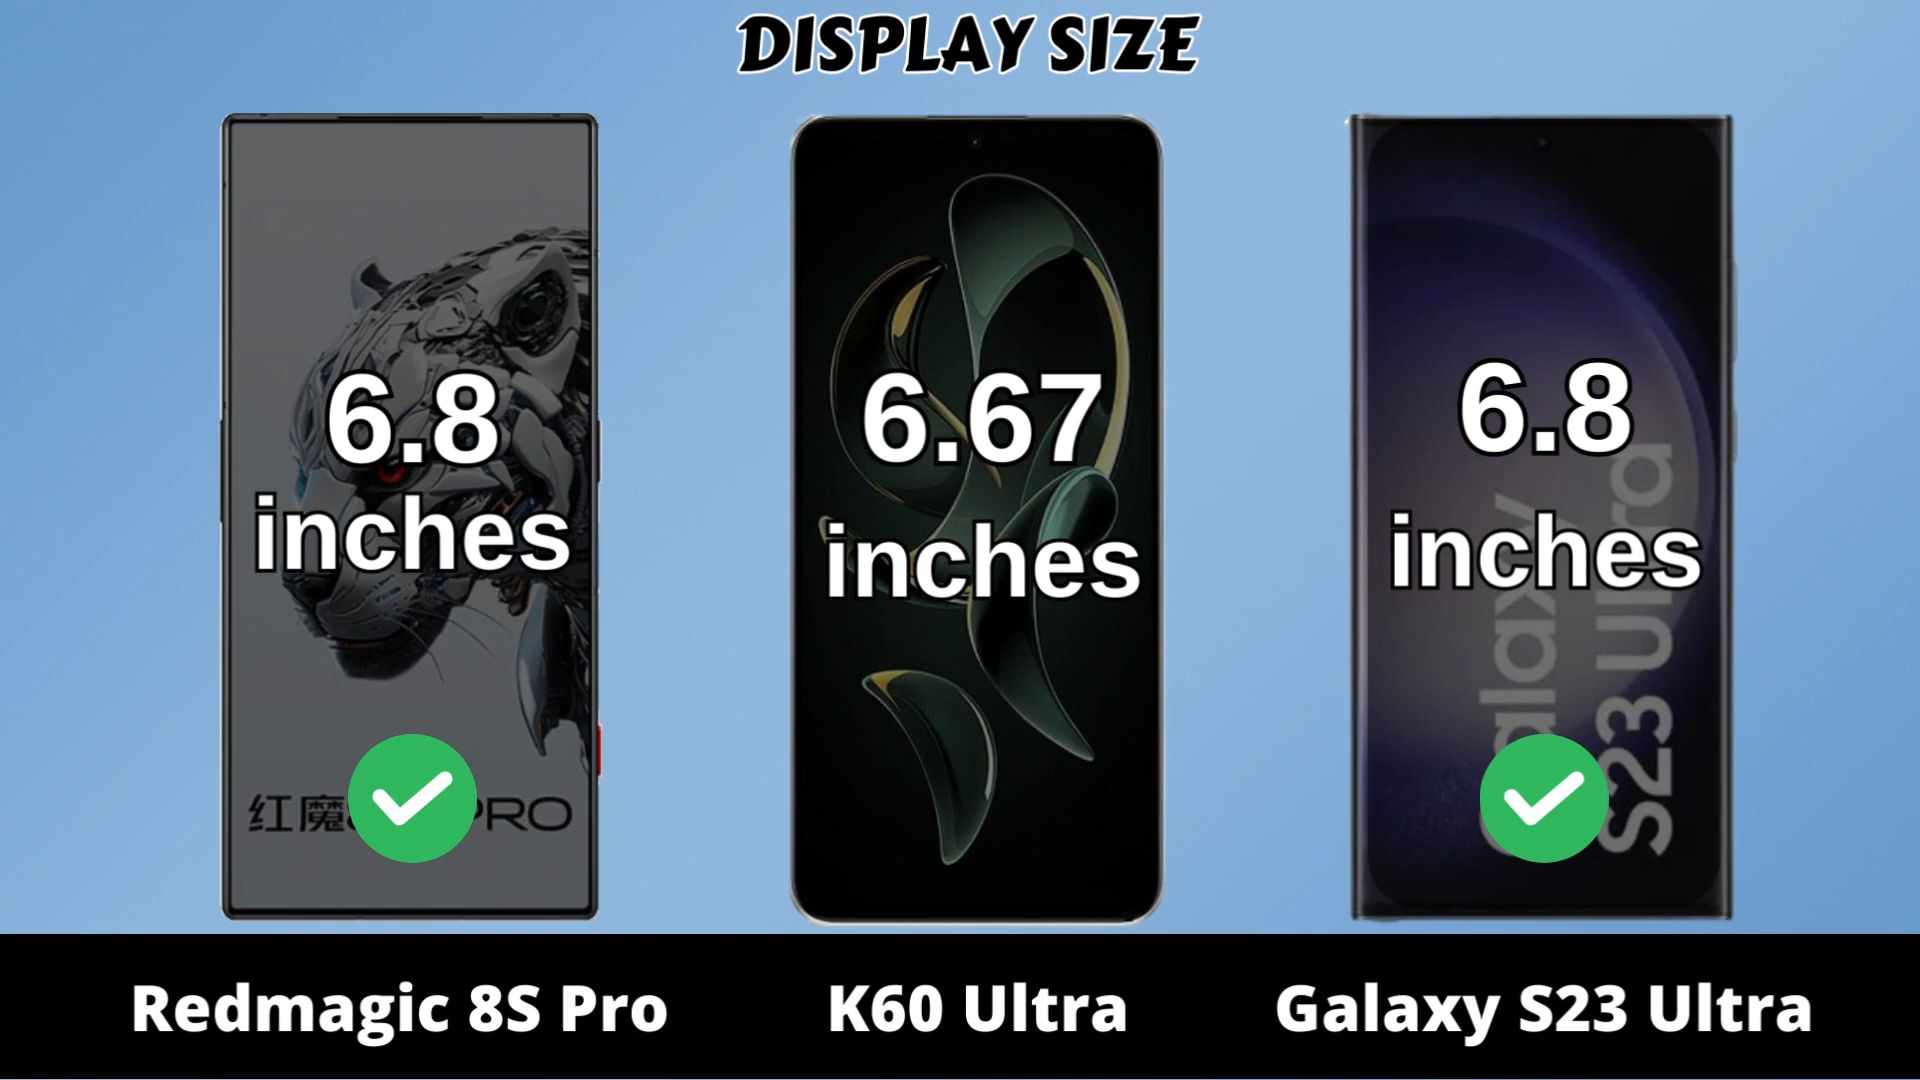 DISPLAY SIZE
6.8
inches
6.67
inches
6.8
inches
红魔 PRO
Galaxy
S23 Ultra
Redmagic 8S Pro
K60 Ultra
Galaxy S23 Ultra